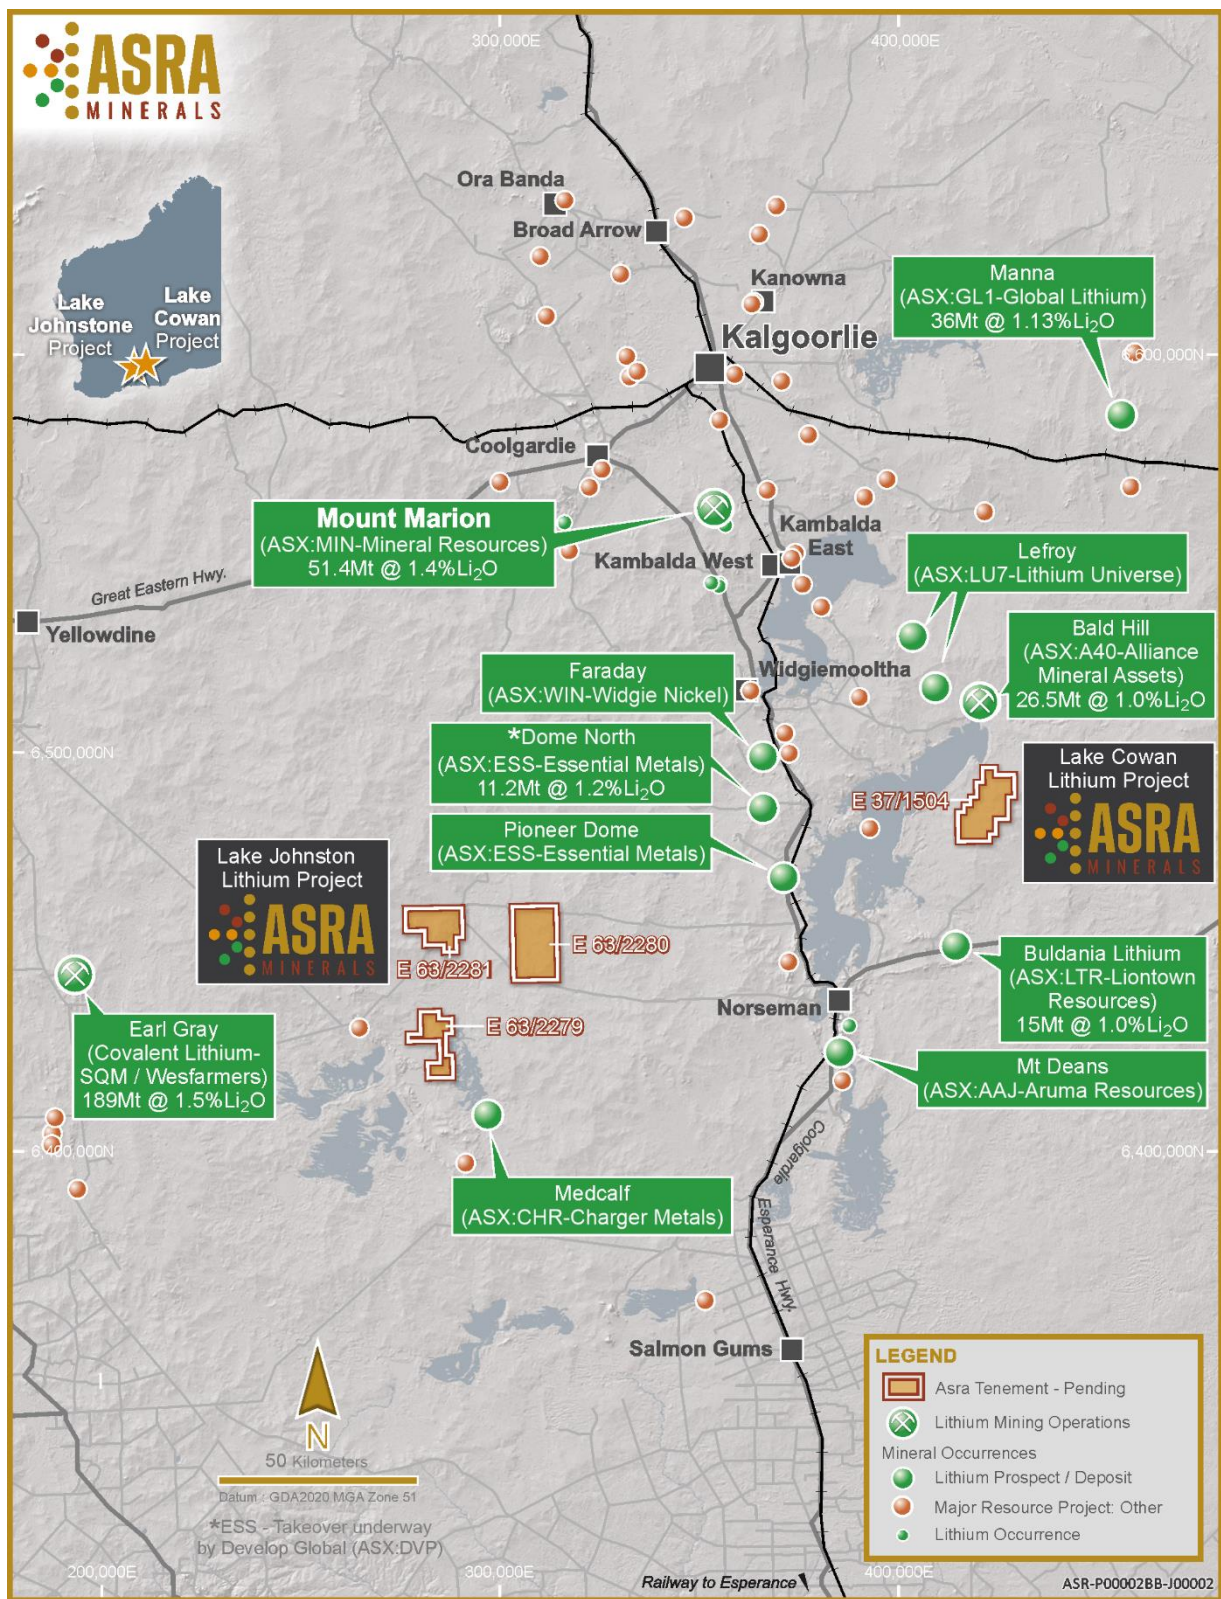 300,000E
400,000E
ASRA
MINERALS
Lake
Johnstone
Project
Lake
Cowan
Project
Ora Banda
Broad Arrow
Kanowna
Kalgoorlie
Manna
(ASX:GL1-Global Lithium)
36Mt @ 1.13%Li₂O
6,600,000N
Coolgardie
Mount Marion
(ASX:MIN-Mineral Resources)
51.4Mt @ 1.4%Li₂O
Kambalda
East
Kambalda West
Great Eastern Hwy.
Yellowdine
Lefroy
(ASX:LU7-Lithium Universe)
Bald Hill
(ASX:A40-Alliance
Mineral Assets)
26.5Mt @ 1.0%Li₂O
Widgiemooltha
Faraday
(ASX:WIN-Widgie Nickel)
*Dome North
(ASX:ESS-Essential Metals)
11.2Mt @ 1.2%Li₂O
6,500,000N
Pioneer Dome
(ASX:ESS-Essential Metals)
E 37/1504
Lake Cowan
Lithium Project
ASRA
MINERALS
Lake Johnston
Lithium Project
ASRA
MINERALS
E 63/2281
E 63/2280
E 63/2279
Earl Gray
(Covalent Lithium-
SQM / Wesfarmers)
189Mt @ 1.5%Li₂O
Norseman
Buldania Lithium
(ASX:LTR-Liontown
Resources)
15Mt @ 1.0%Li₂O
Mt Deans
(ASX:AAJ-Aruma Resources)
6,400,000N
6,400,000N
Medcalf
(ASX:CHR-Charger Metals)
Coolgardie
Esperance Hwy.
Salmon Gums
N
50 Kilometers
Datum : GDA2020 MGA Zone 51
*ESS - Takeover underway
by Develop Global (ASX:DVP)
LEGEND
Asra Tenement - Pending
Lithium Mining Operations
Mineral Occurrences
Lithium Prospect / Deposit
Major Resource Project: Other
Lithium Occurrence
200,000E
300,000E
400,000E
Railway to Esperance
ASR-P00002BB-J00002